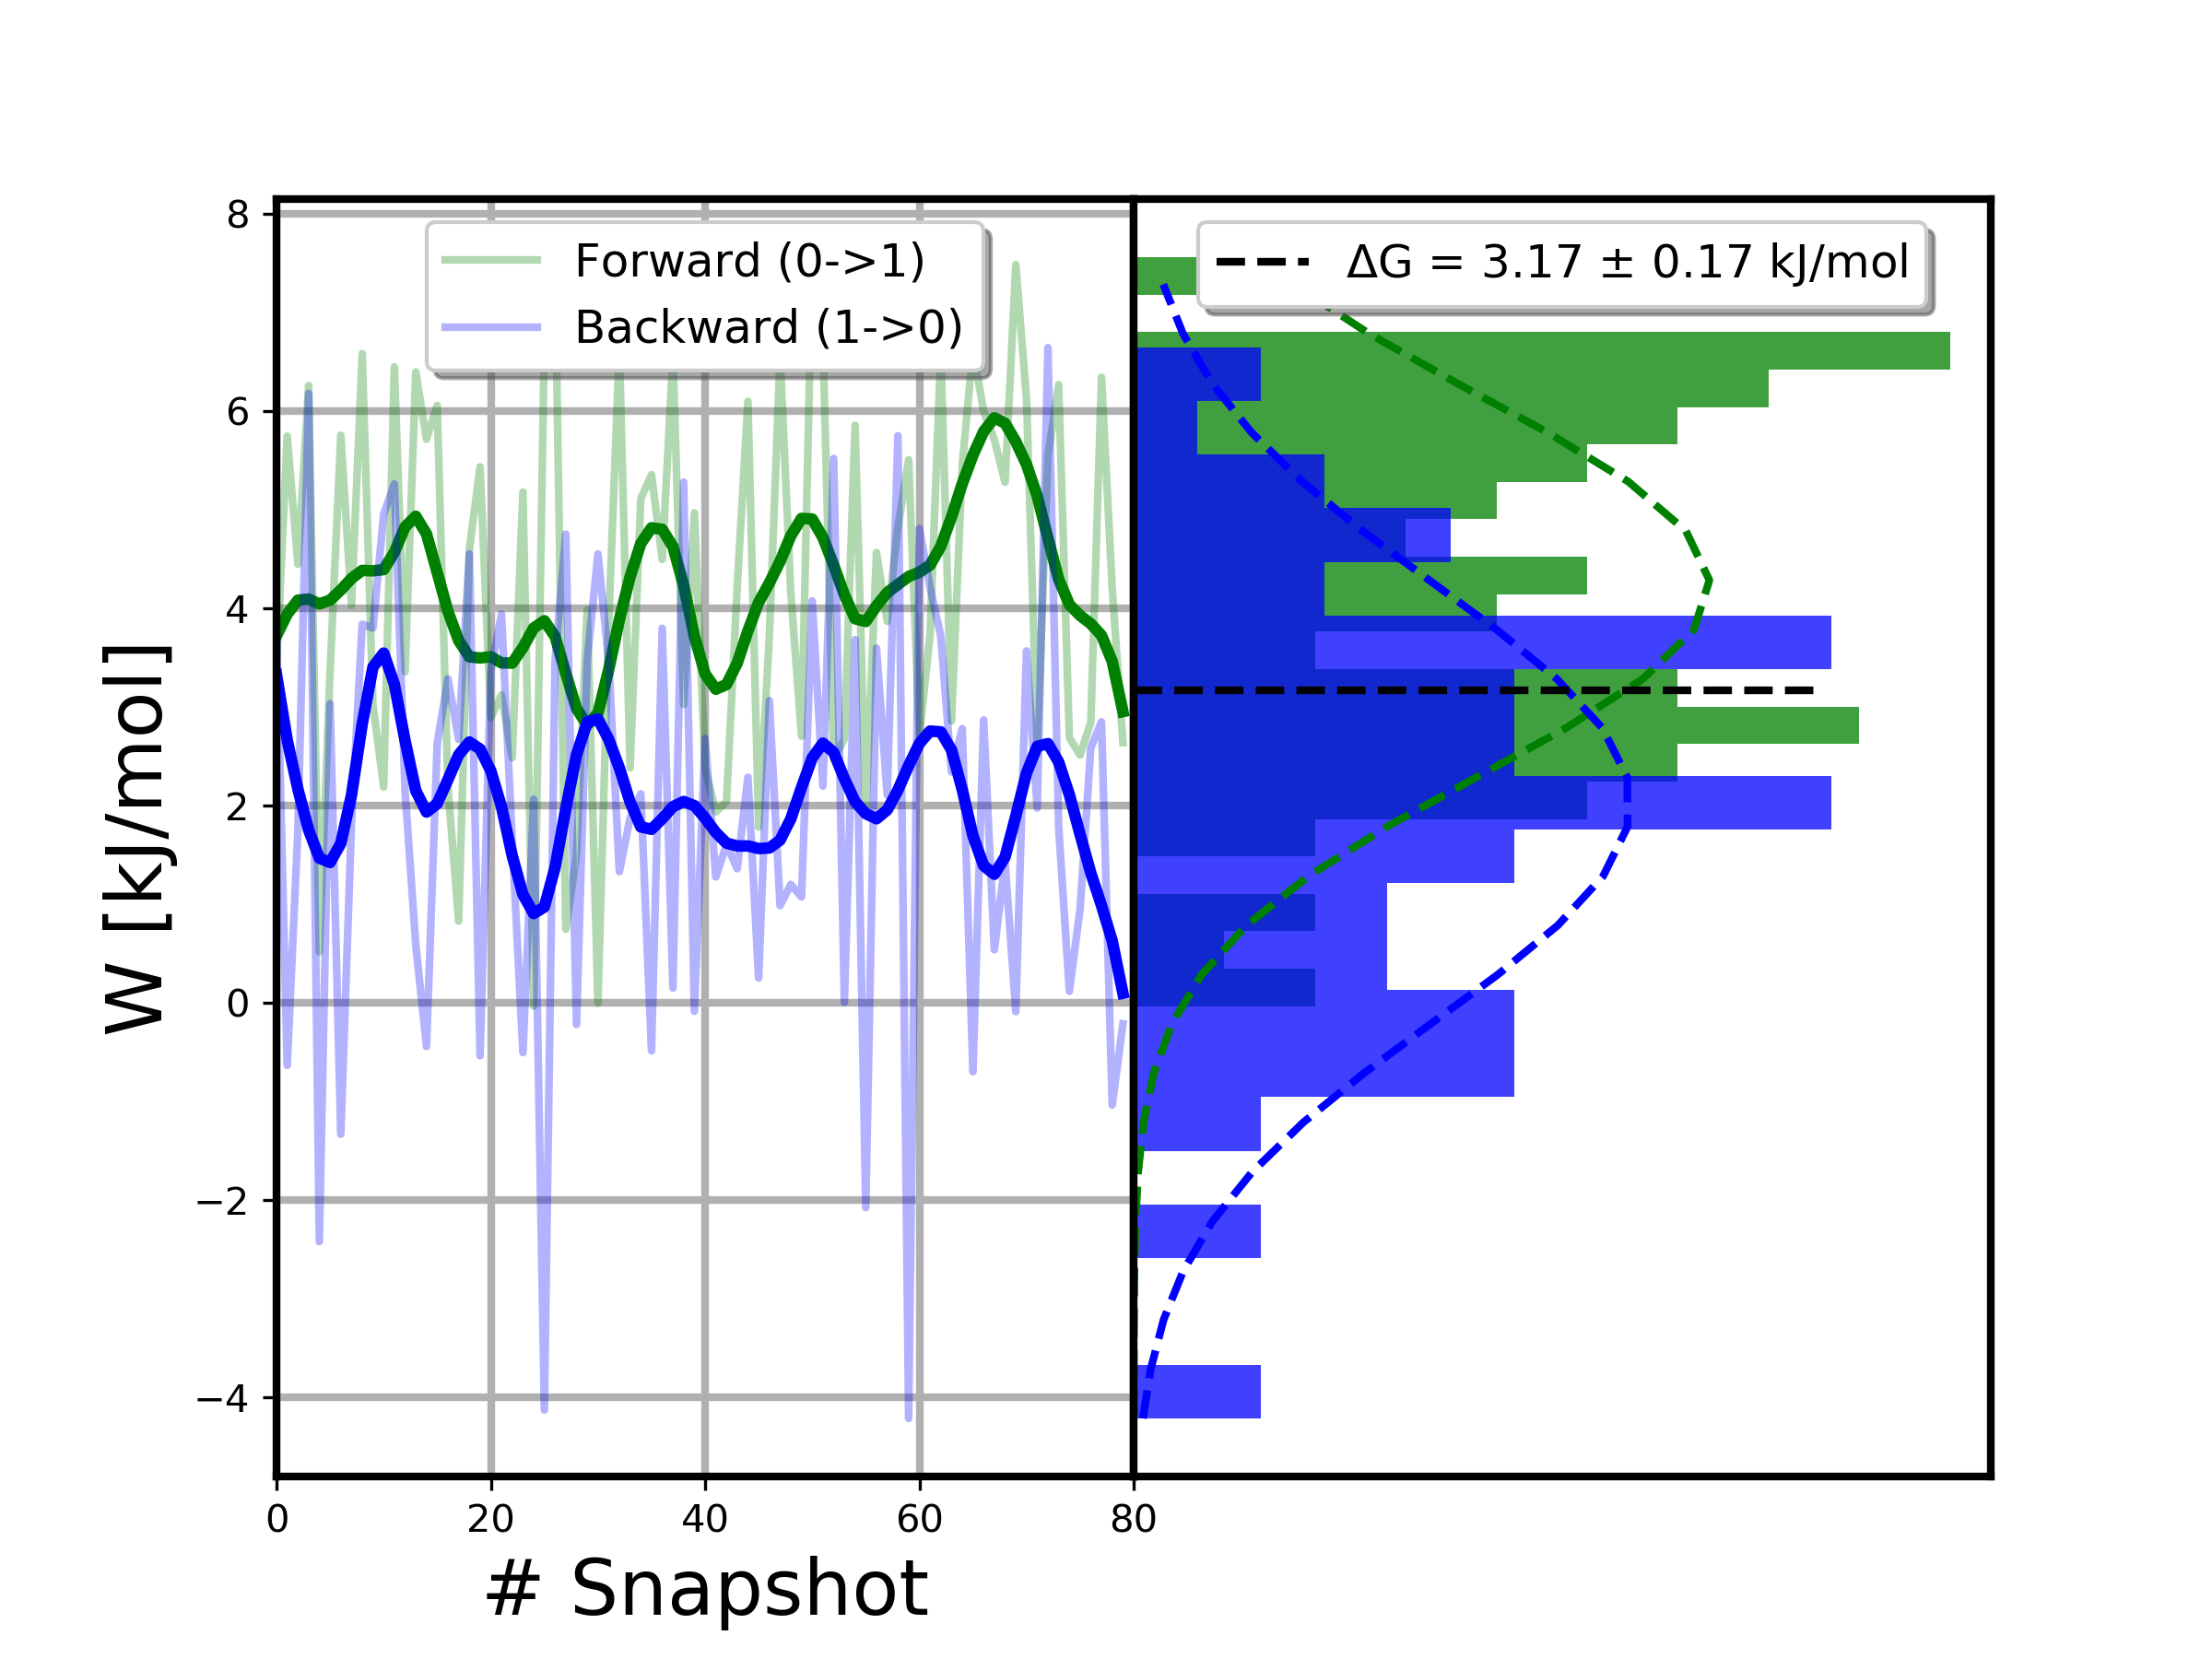 8
6
4
2
0
−2
−4
W [kJ/mol]
Forward (0->1)
Backward (1->0)
ΔG = 3.17 ± 0.17 kJ/mol
0 20 40 60 80
# Snapshot